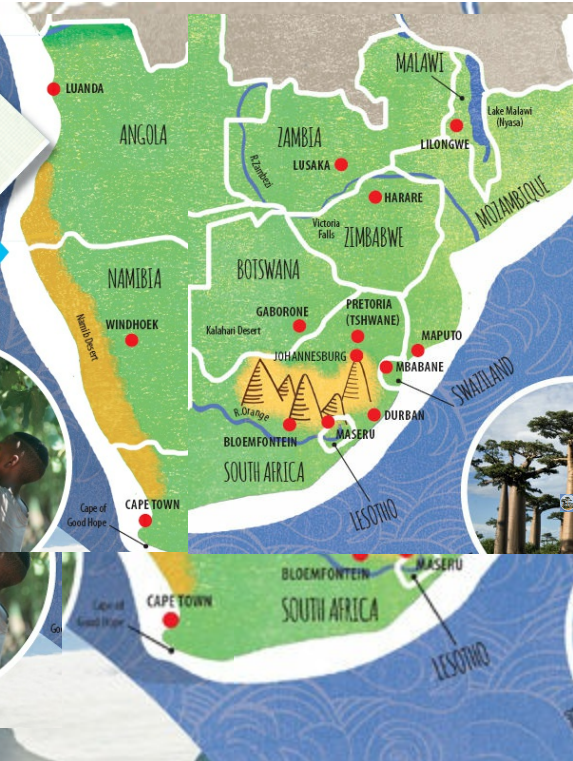 MALAWI
LUANDA
Lake Malawi
(Nyasa)
ANGOLA
ZAMBIA
LILONGWE
LUSAKA
R.Zambezi
HARARE
MOZAMBIQUE
Victoria
Falls
ZIMBABWE
BOTSWANA
NAMIBIA
PRETORIA
(TSHWANE)
GABORONE
WINDHOEK
Kalahari Desert
Namib Desert
MAPUTO
JOHANNESBURG
MBABANE
SWAZILAND
R.Orange
DURBAN
BLOEMFONTEIN
MASERU
SOUTH AFRICA
CAPE TOWN
Cape of
Good Hope
LESOTHO
BLOEMFONTEIN
MASERU
CAPE TOWN
SOUTH AFRICA
Cape of
Good Hope
Go
LESOTHO